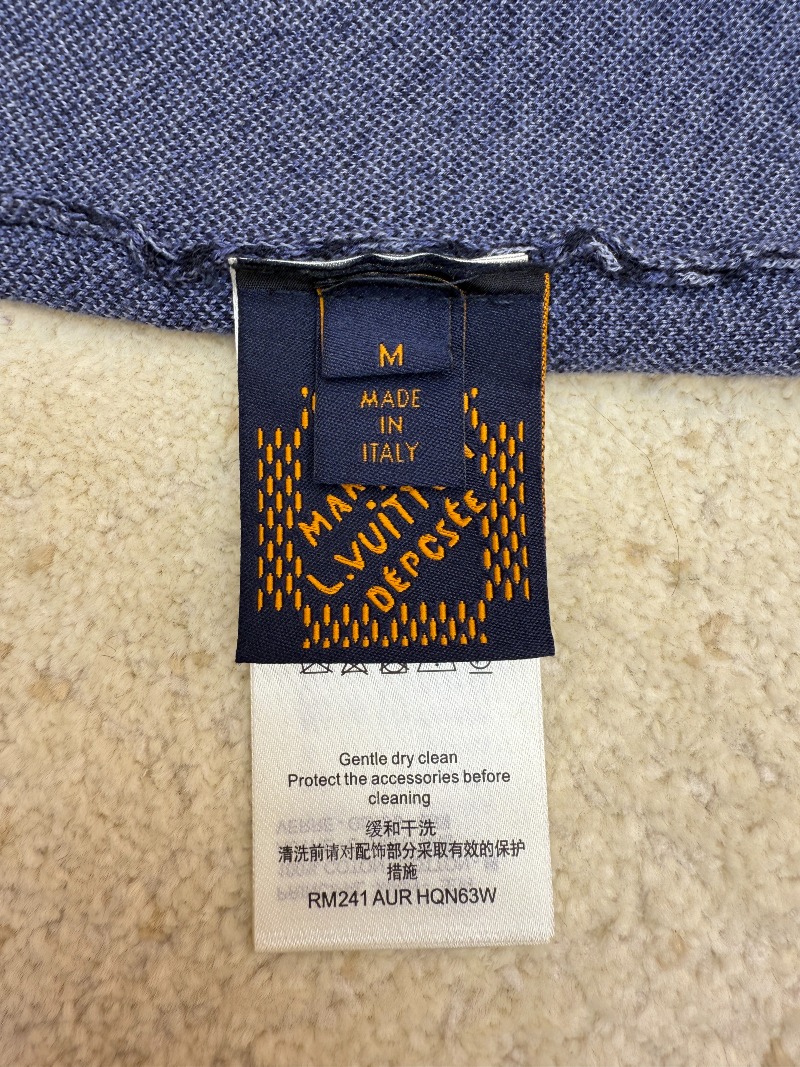 M
MADE
IN
ITALY
L.VUITT
DÉPOSÉE
Gentle dry clean
Protect the accessories before
cleaning
缓和干洗
清洗前请对配饰部分采取有效的保护
措施
RM241 AUR HQN63W